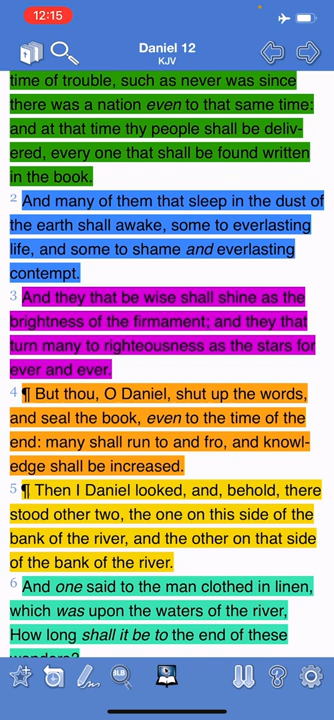 12:15
Daniel 12
KJV
time of trouble, such as never was since
there was a nation even to that same time:
and at that time thy people shall be deliv-
ered, every one that shall be found written
in the book.
2 And many of them that sleep in the dust of
the earth shall awake, some to everlasting
life, and some to shame and everlasting
contempt.
3 And they that be wise shall shine as the
brightness of the firmament; and they that
turn many to righteousness as the stars for
ever and ever.
4 ¶ But thou, O Daniel, shut up the words,
and seal the book, even to the time of the
end: many shall run to and fro, and knowl-
edge shall be increased.
5 ¶ Then I Daniel looked, and, behold, there
stood other two, the one on this side of the
bank of the river, and the other on that side
of the bank of the river.
6 And one said to the man clothed in linen,
which was upon the waters of the river,
How long shall it be to the end of these
wonders?
BLB